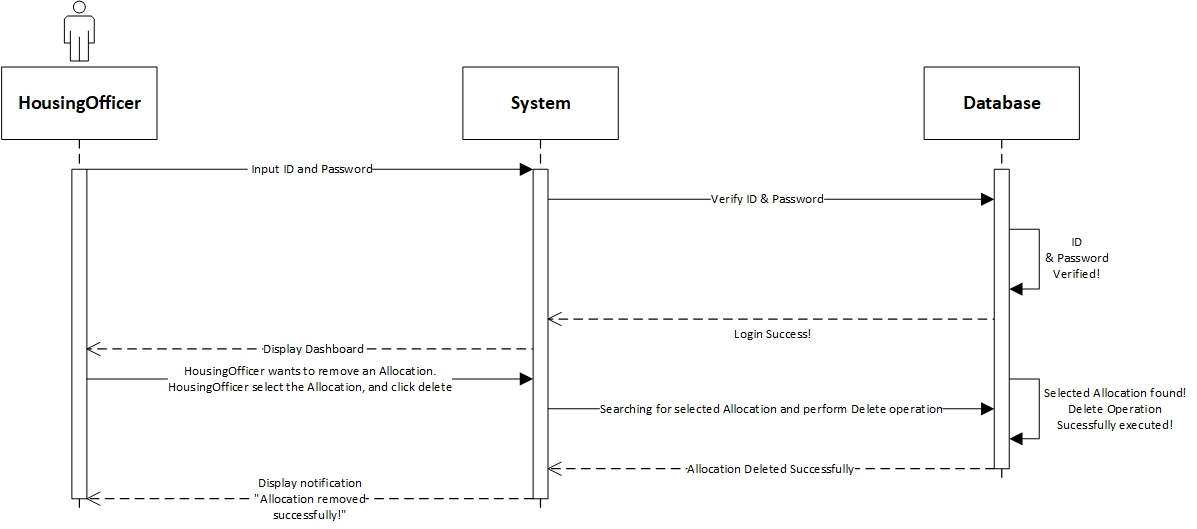 HousingOfficer
System
Database
Input ID and Password
Verify ID & Password
ID
& Password
Verified!
Login Success!
Display Dashboard
HousingOfficer wants to remove an Allocation.
HousingOfficer select the Allocation, and click delete
Selected Allocation found!
Delete Operation
Sucessfully executed!
Searching for selected Allocation and perform Delete operation
Allocation Deleted Successfully
Display notification
"Allocation removed
successfully!"